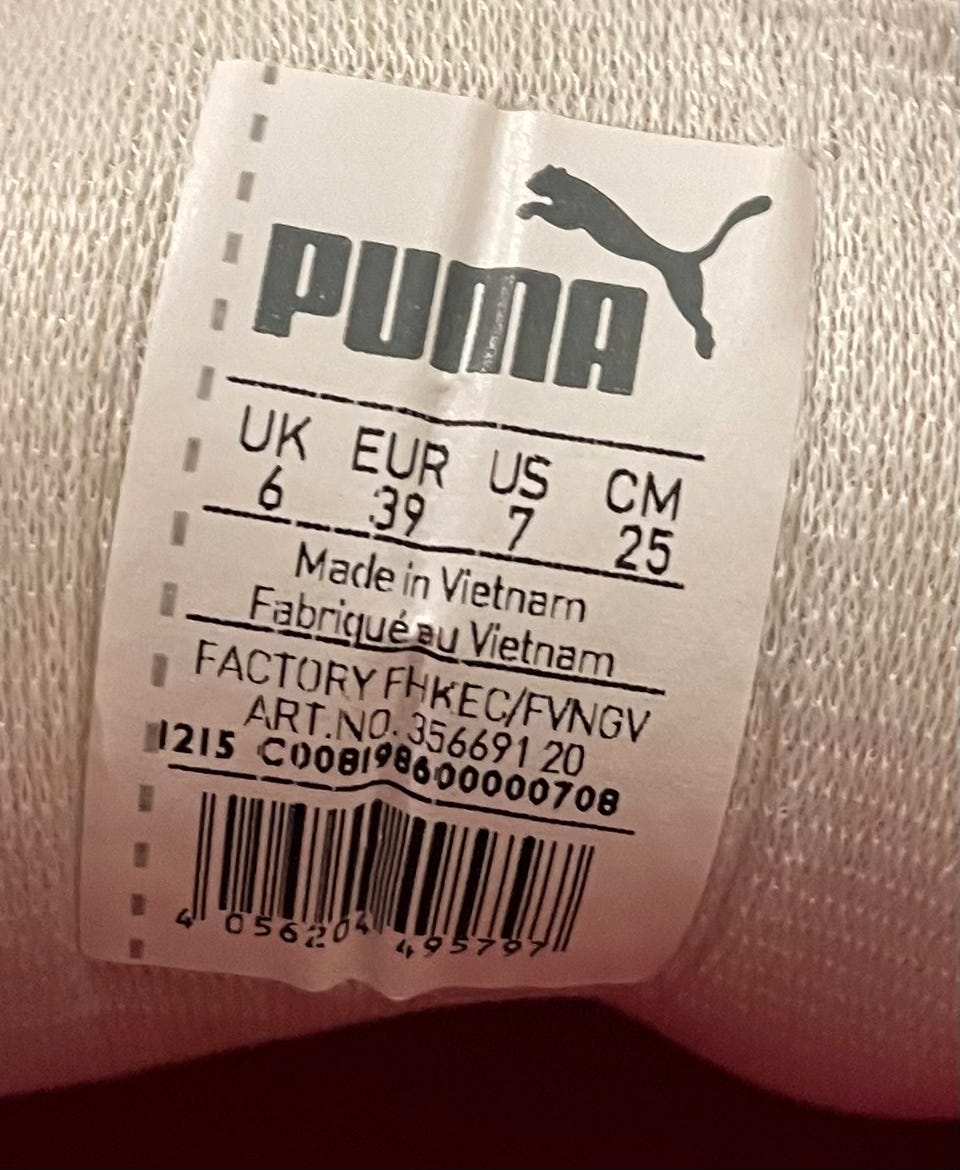 PUMA
UK EUR US CM
6 39 7 25
Made in Vietnam
Fabriqué au Vietnam
FACTORY FHKEC/FVNGV
ART.NO. 356691 20
1215 C00819860000070​8
4 056204 495797